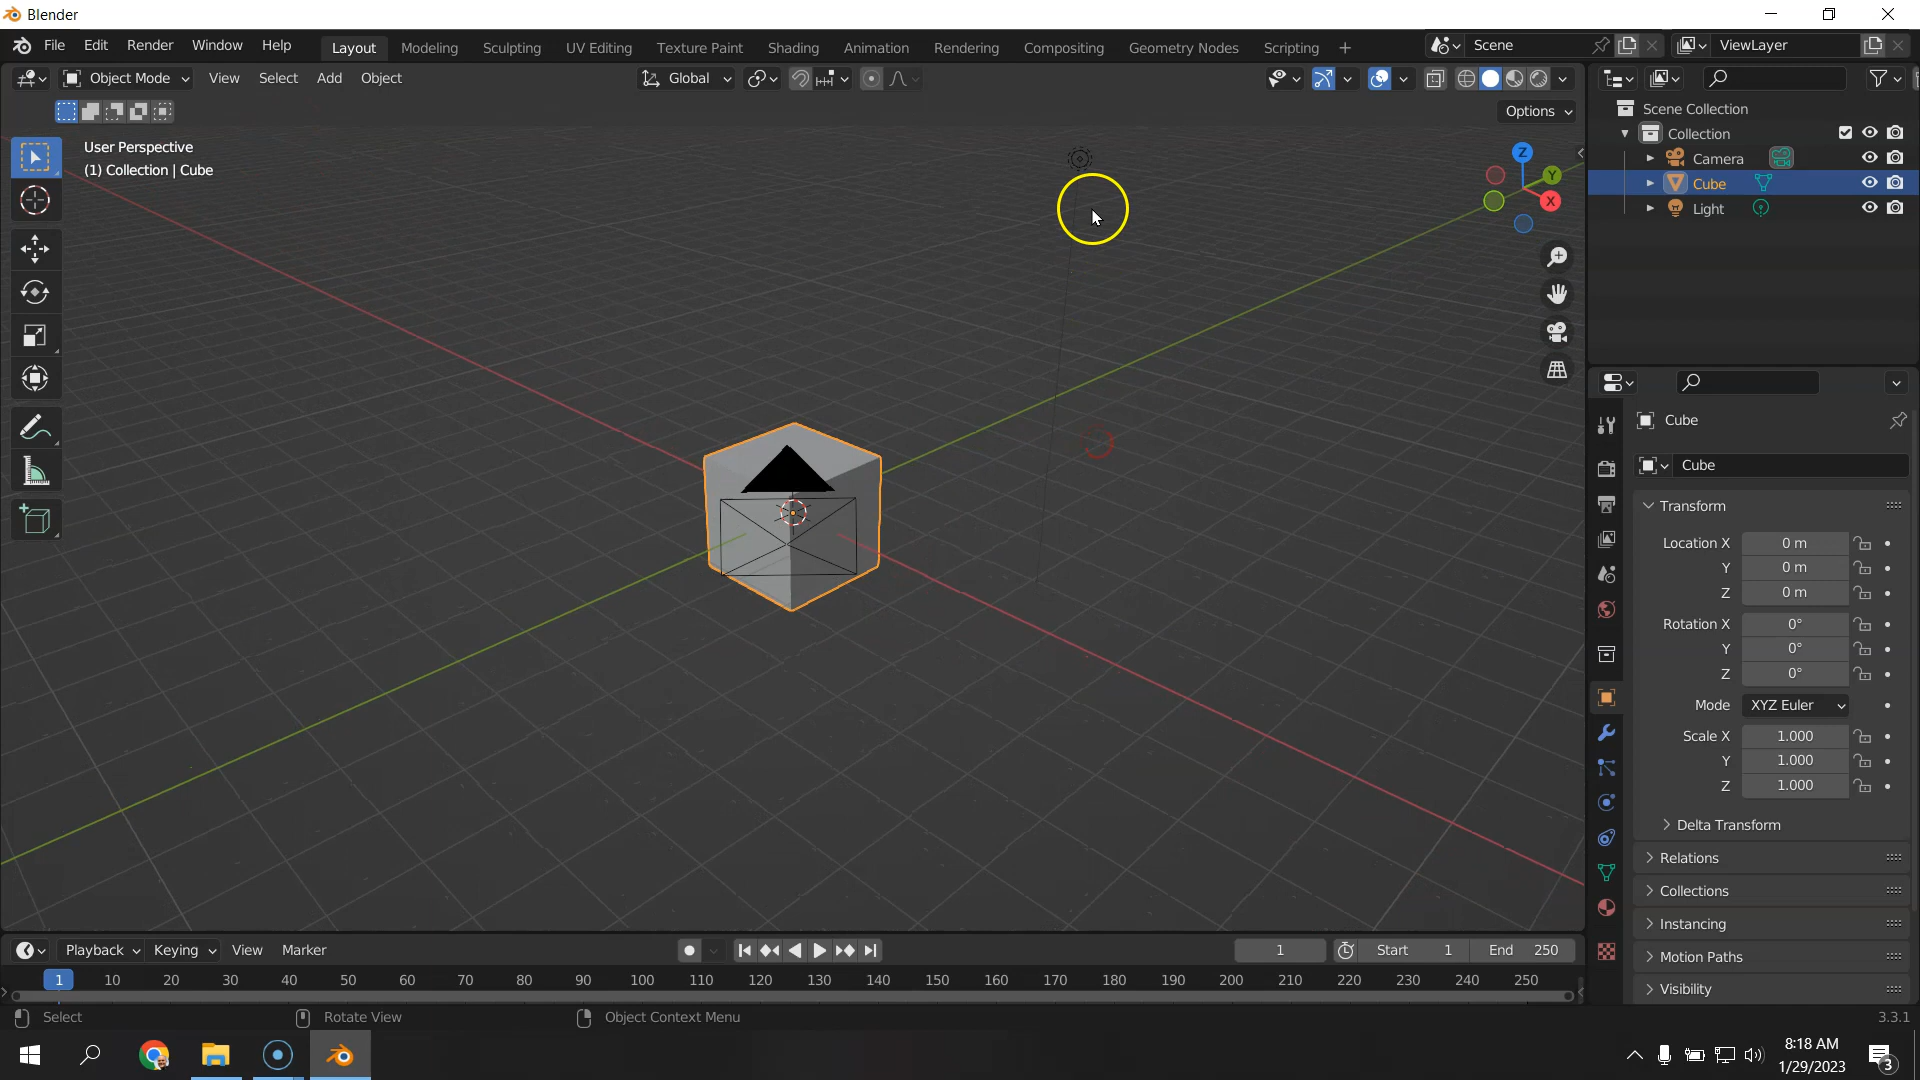 Blender
File Edit Render Window Help Layout Modeling Sculpting UV Editing Texture Paint Shading Animation Rendering Compositing Geometry Nodes Scripting + Scene ViewLayer
Object Mode View Select Add Object Global
Options
User Perspective
(1) Collection | Cube
Z
Y
X
Scene Collection
Collection
Camera
Cube
Light
Cube
Cube
Transform
Location X 0 m
Y 0 m
Z 0 m
Rotation X 0°
Y 0°
Z 0°
Mode XYZ Euler
Scale X 1.000
Y 1.000
Z 1.000
Delta Transform
Relations
Collections
Instancing
Motion Paths
Visibility
Playback Keying View Marker 1 Start 1 End 250
1 10 20 30 40 50 60 70 80 90 100 110 120 130 140 150 160 170 180 190 200 210 220 230 240 250
Select Rotate View Object Context Menu 3.3.1
8:18 AM
1/29/2023
3